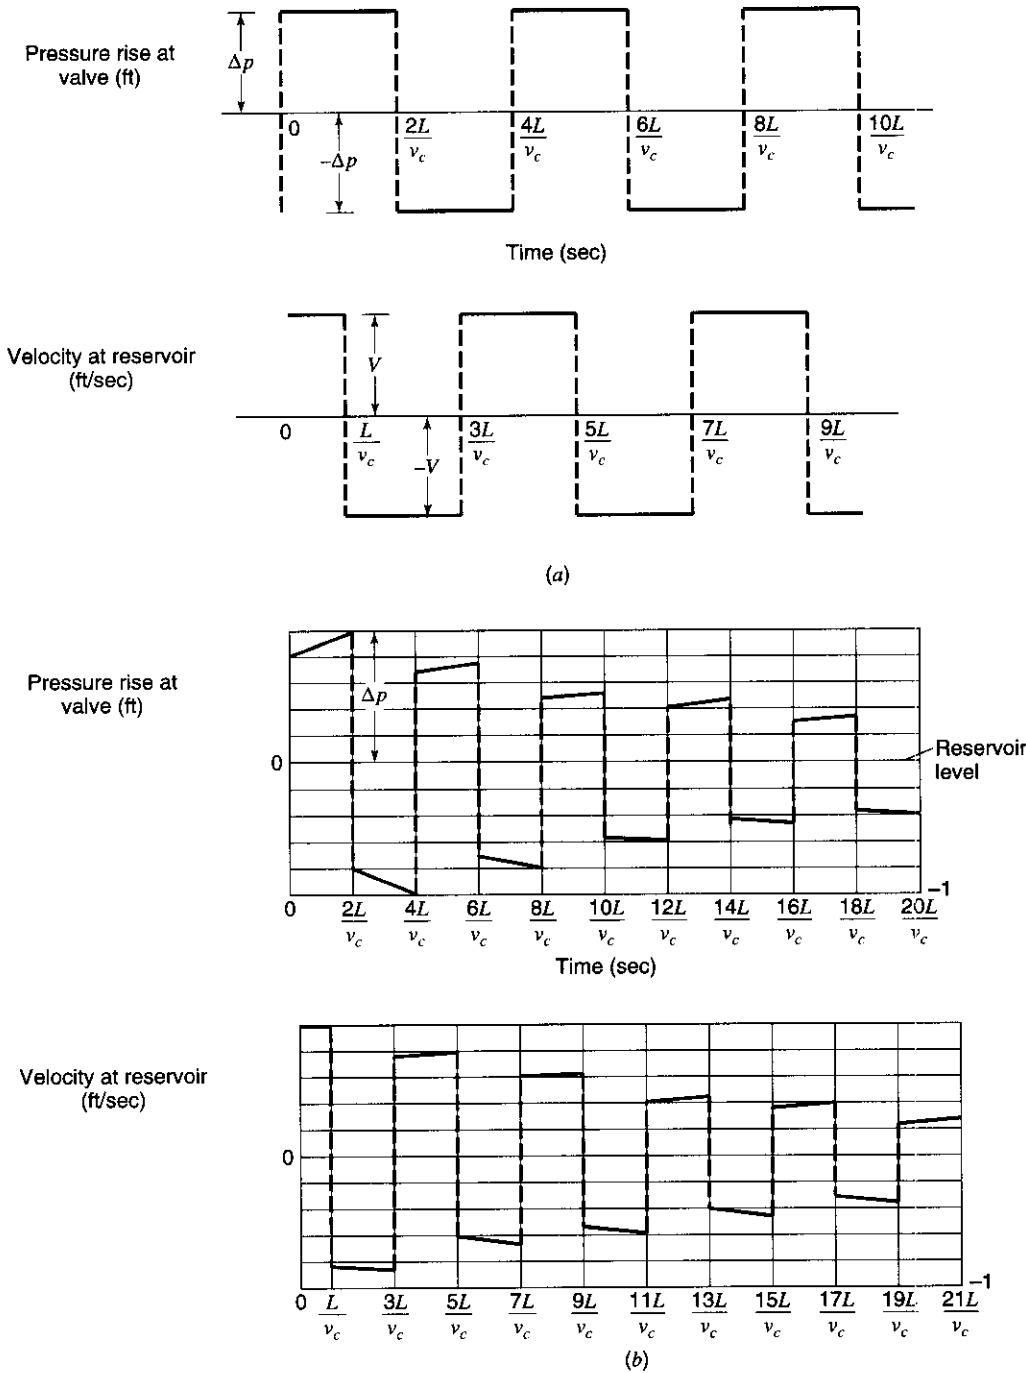 Pressure rise at
valve (ft)
Δp
−Δp
0
2L/v_c
4L/v_c
6L/v_c
8L/v_c
10L/v_c
Time (sec)
Velocity at reservoir
(ft/sec)
V
−V
0
L/v_c
3L/v_c
5L/v_c
7L/v_c
9L/v_c
(a)
Pressure rise at
valve (ft)
Δp
0
Reservoir
level
−1
0
2L/v_c
4L/v_c
6L/v_c
8L/v_c
10L/v_c
12L/v_c
14L/v_c
16L/v_c
18L/v_c
20L/v_c
Time (sec)
Velocity at reservoir
(ft/sec)
0
−1
0
L/v_c
3L/v_c
5L/v_c
7L/v_c
9L/v_c
11L/v_c
13L/v_c
15L/v_c
17L/v_c
19L/v_c
21L/v_c
(b)